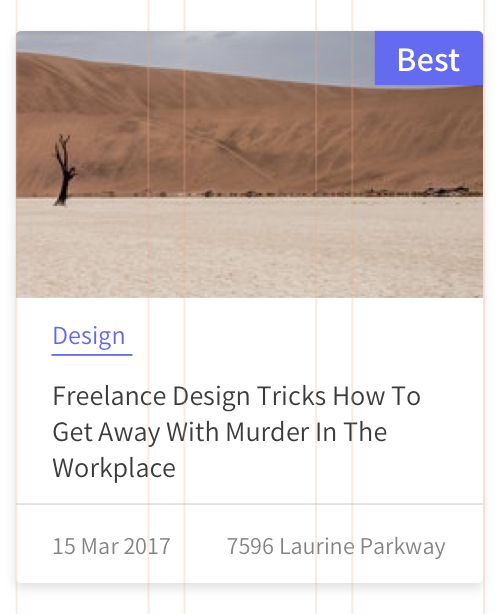 Best
Design
Freelance Design Tricks How To
Get Away With Murder In The
Workplace
15 Mar 2017
7596 Laurine Parkway